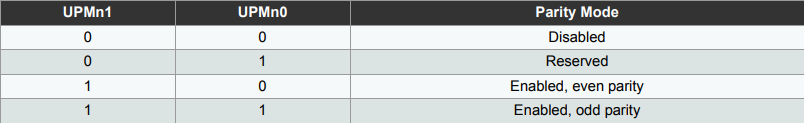 UPMn1 UPMn0 Parity Mode
0 0 Disabled
0 1 Reserved
1 0 Enabled, even parity
1 1 Enabled, odd parity